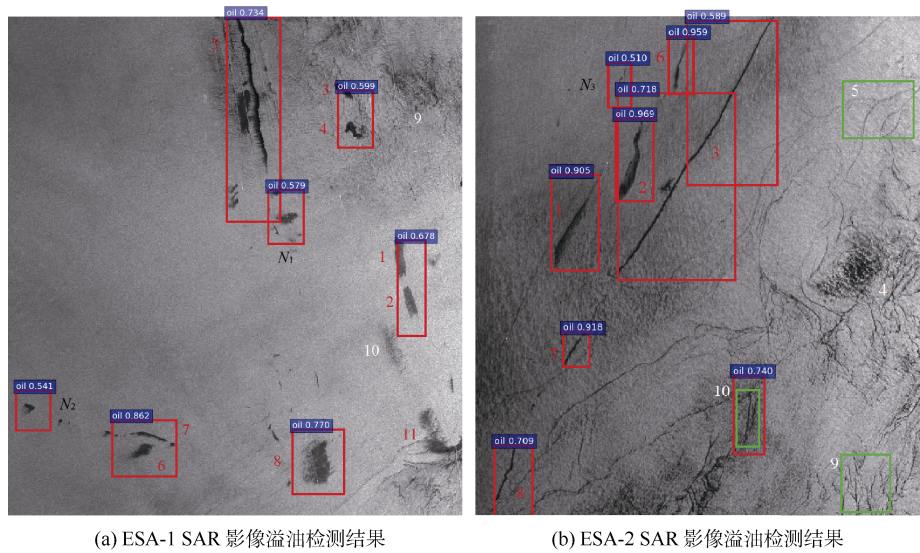 oil 0.734
5
oil 0.599
3
4
9
oil 0.579
N₁
oil 0.678
1
2
10
oil 0.541
N₂
oil 0.862
7
6
oil 0.770
8
11
(a) ESA-1 SAR 影像溢油检测结果
oil 0.589
oil 0.959
6
oil 0.510
N₃
oil 0.718
oil 0.969
5
3
2
oil 0.905
1
4
oil 0.918
oil 0.740
10
oil 0.709
8
9
(b) ESA-2 SAR 影像溢油检测结果